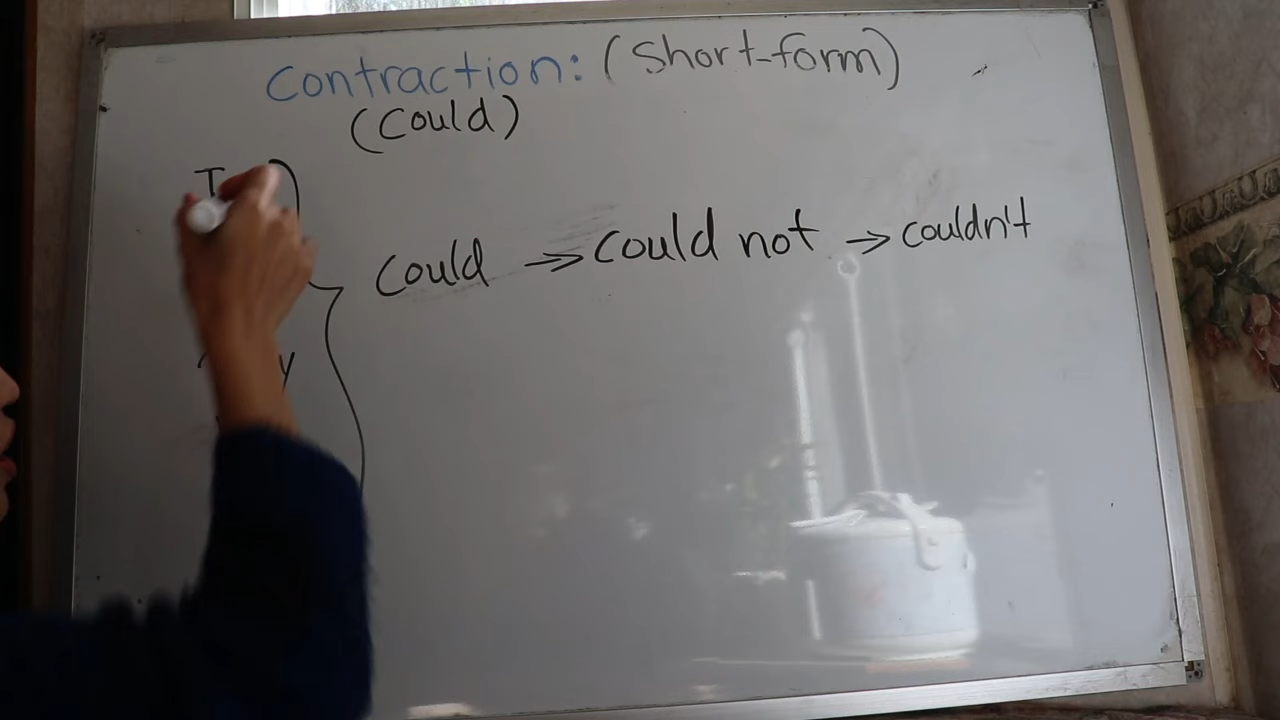 Contraction: (Short-form)
(Could)
I
Could => Could not -> couldn't